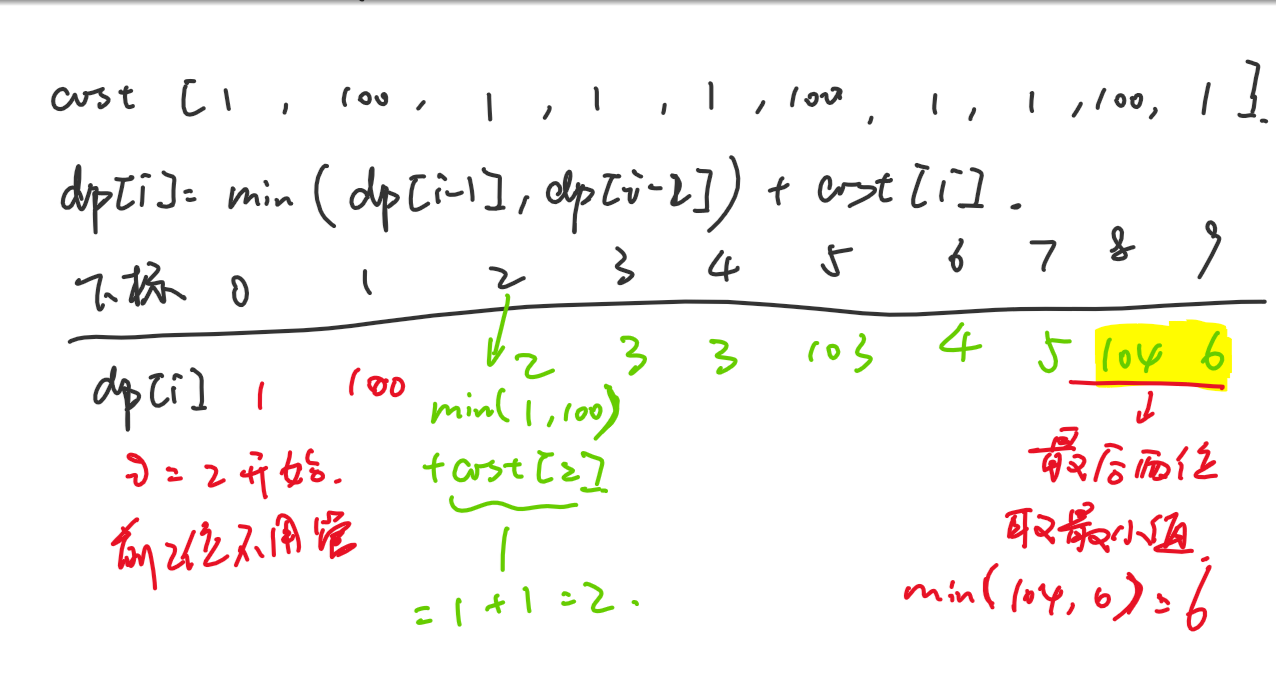 cost [1, 100, 1, 1, 1, 100, 1, 1, 100, 1].
dp[i]= min(dp[i-1], dp[i-2]) + cost[i].
下标 0 1 2 3 4 5 6 7 8 9
dp[i] 1 100 2 3 3 103 4 5 104 6
min(1,100)
+cost[2]
1
=1+1=2.
i=2开始.
前2位不用管
最后两位
取最小值.
min(104,6)=6